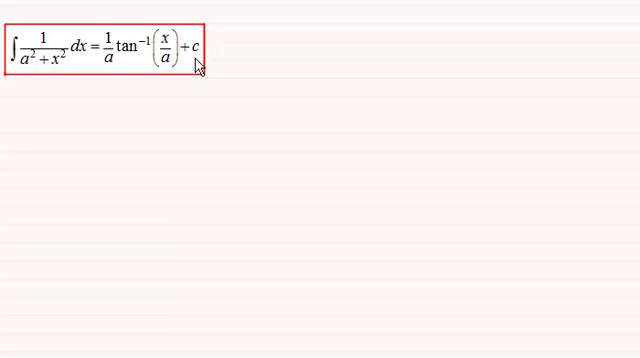 ∫ 1/(a² + x²) dx = 1/a tan⁻¹ (x/a) + c